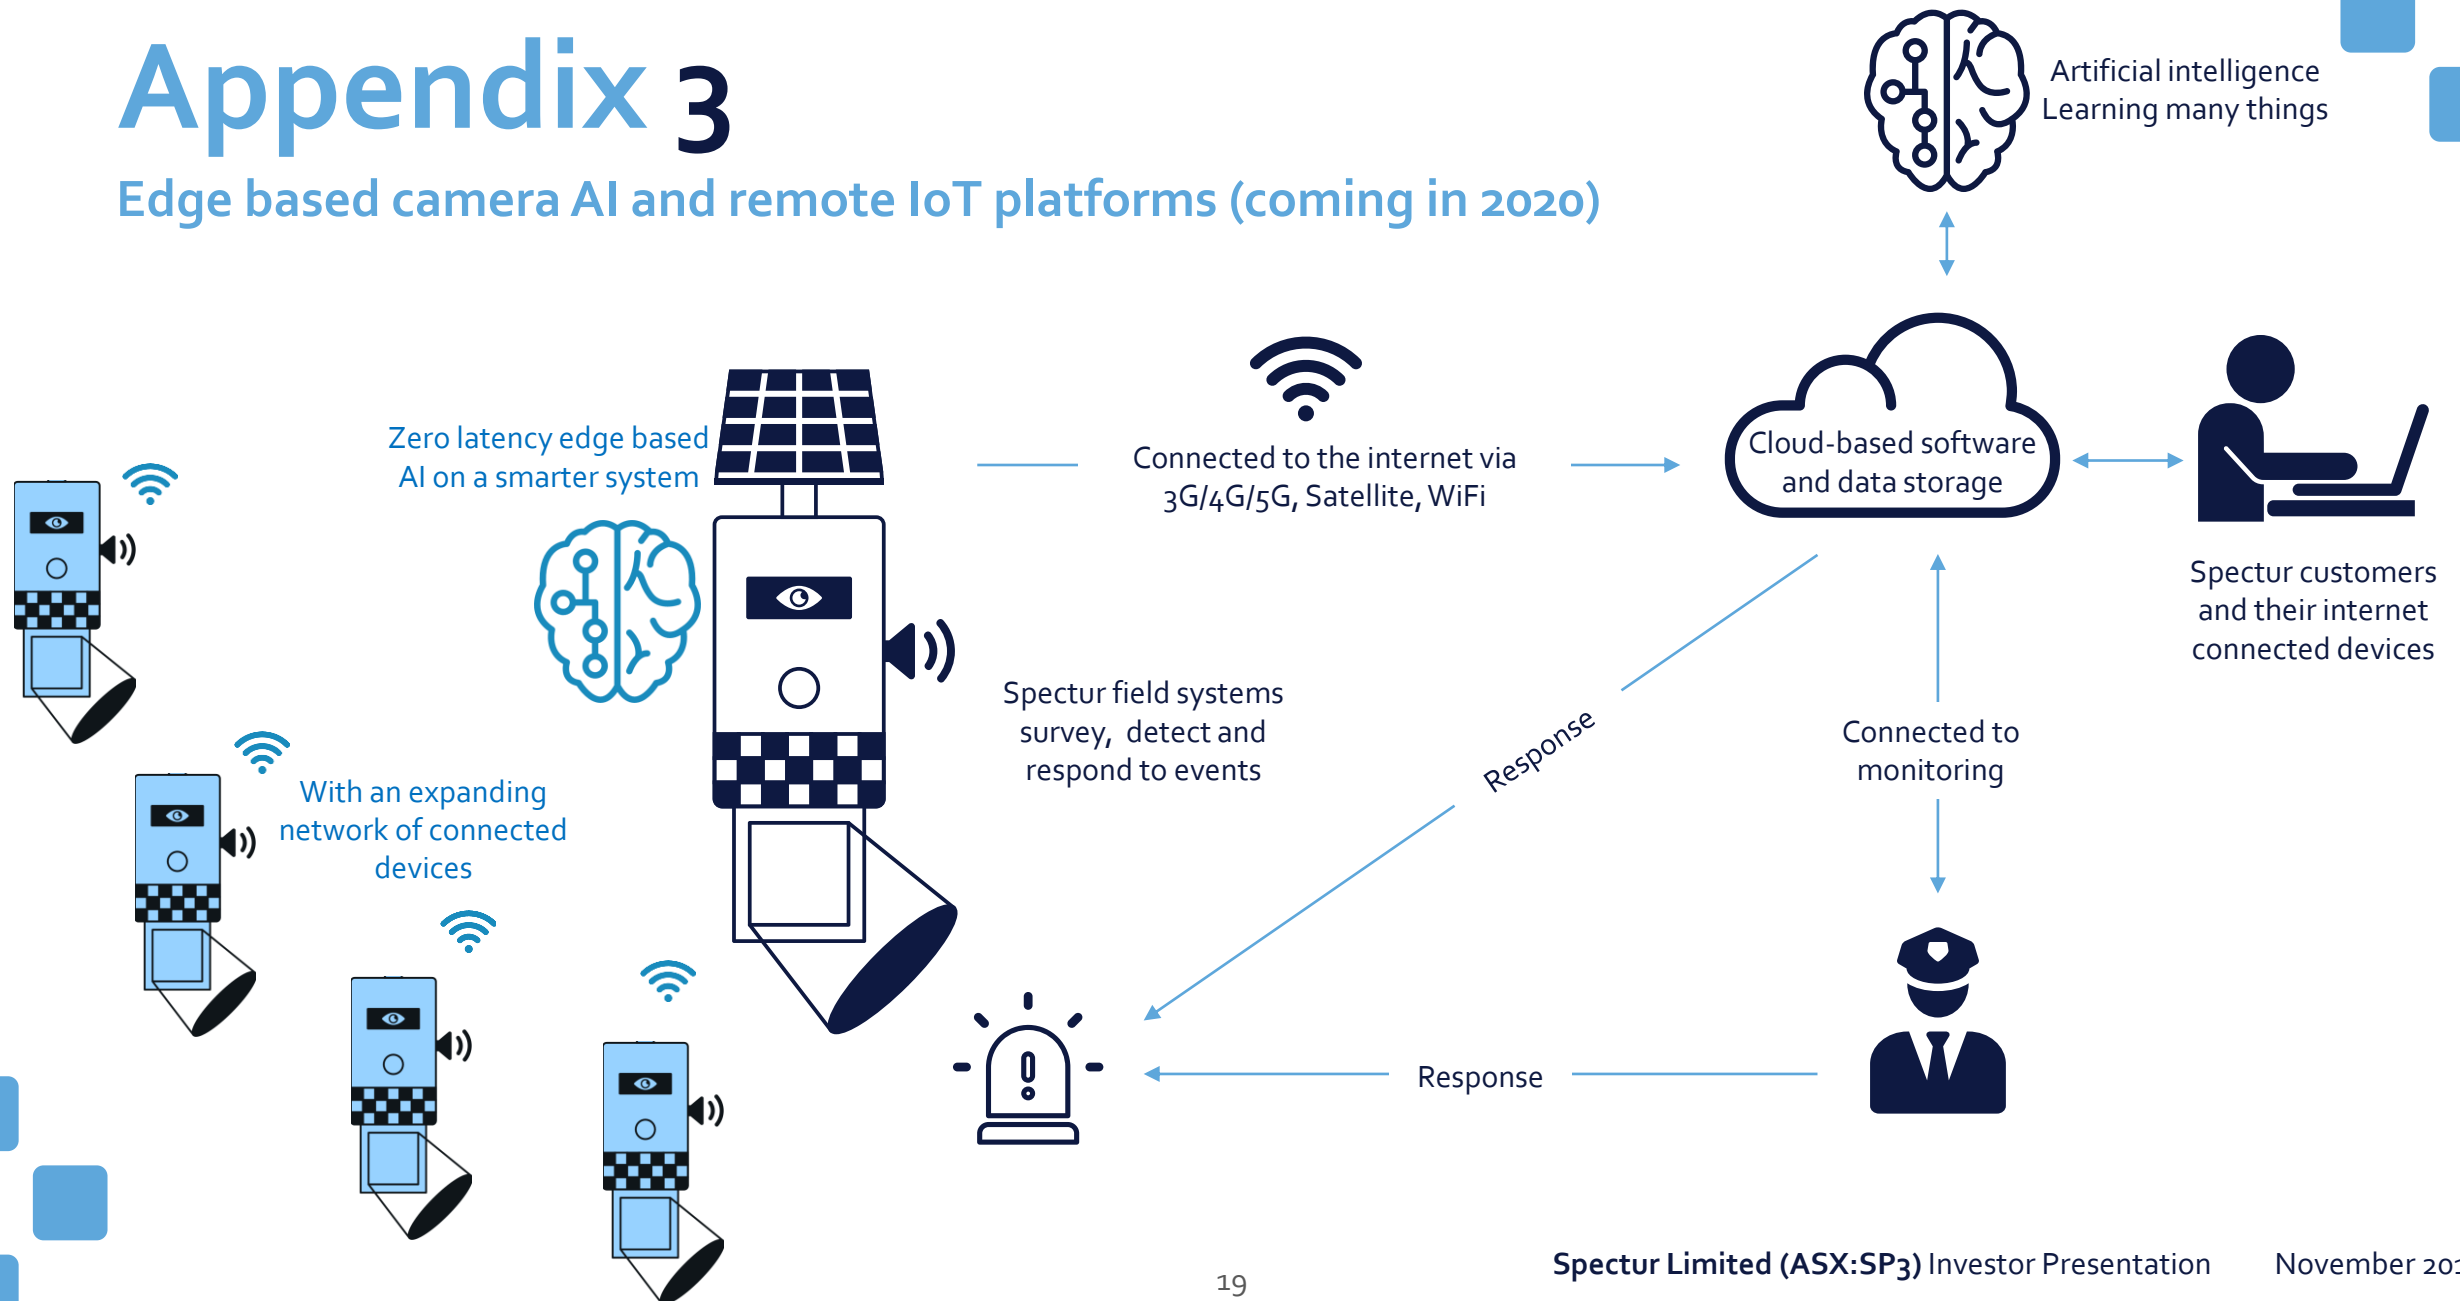 Appendix 3
Edge based camera AI and remote IoT platforms (coming in 2020)
Artificial intelligence
Learning many things
Zero latency edge based
AI on a smarter system
Connected to the internet via
3G/4G/5G, Satellite, WiFi
Cloud-based software
and data storage
Spectur customers
and their internet
connected devices
Spectur field systems
survey, detect and
respond to events
Response
Connected to
monitoring
With an expanding
network of connected
devices
Response
19
Spectur Limited (ASX:SP3) Investor Presentation
November